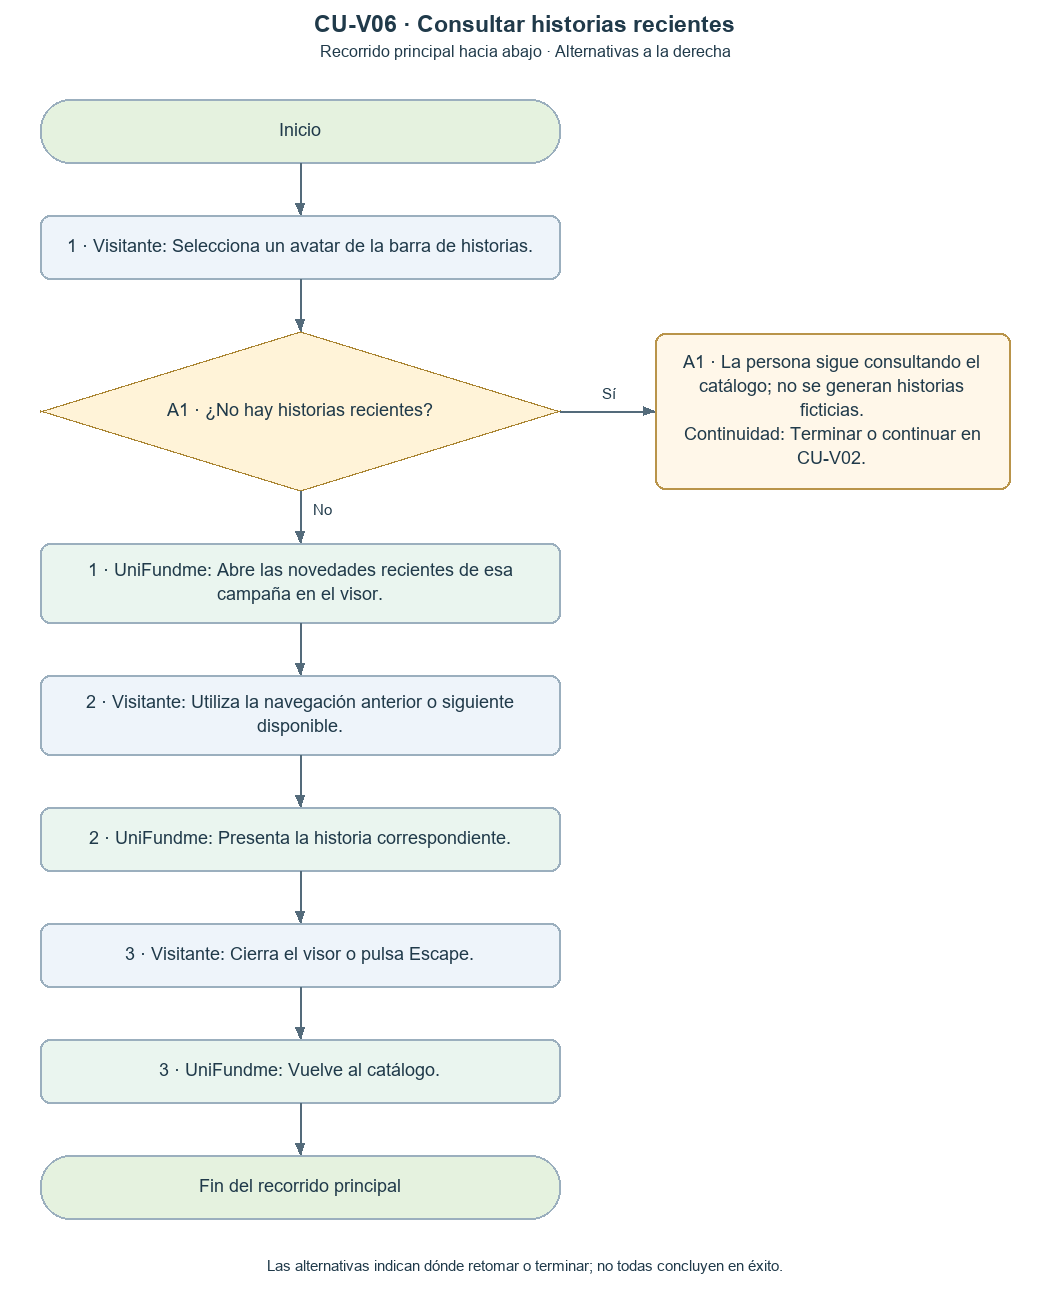 CU-V06 · Consultar historias recientes
Recorrido principal hacia abajo · Alternativas a la derecha
Inicio
1 · Visitante: Selecciona un avatar de la barra de historias.
A1 · ¿No hay historias recientes?
Sí
A1 · La persona sigue consultando el
catálogo; no se generan historias
ficticias.
Continuidad: Terminar o continuar en
CU-V02.
No
1 · UniFundme: Abre las novedades recientes de esa
campaña en el visor.
2 · Visitante: Utiliza la navegación anterior o siguiente
disponible.
2 · UniFundme: Presenta la historia correspondiente.
3 · Visitante: Cierra el visor o pulsa Escape.
3 · UniFundme: Vuelve al catálogo.
Fin del recorrido principal
Las alternativas indican dónde retomar o terminar; no todas concluyen en éxito.